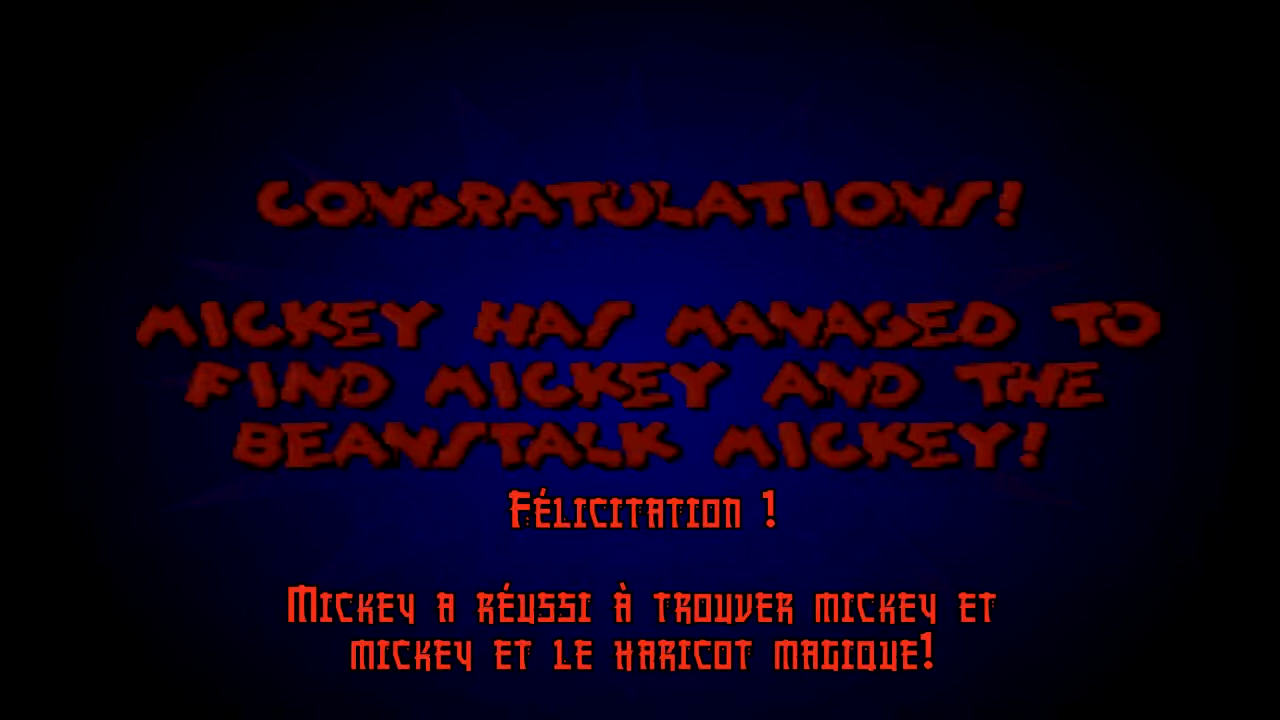 CONGRATULATIONS!
MICKEY HAS MANAGED TO
FIND MICKEY AND THE
BEANSTALK MICKEY!
Félicitation !
Mickey a réussi à trouver mickey et
mickey et le haricot magique!